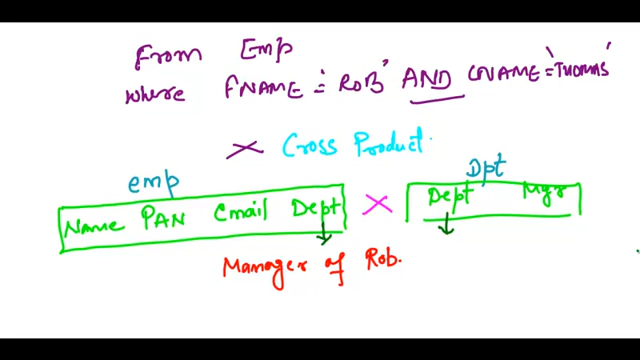 From Emp
where FNAME = 'ROB' AND LNAME = 'THOMAS'
× Cross Product
emp Dpt
Name PAN Email Dept × Dept Mgr
Manager of Rob.